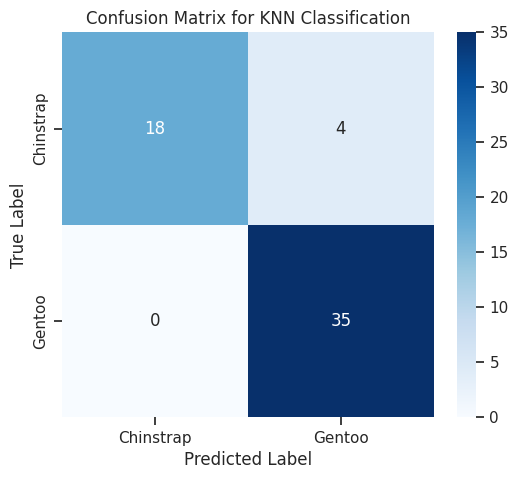 Confusion Matrix for KNN Classification
True Label
Chinstrap
Gentoo
18
4
0
35
Chinstrap
Gentoo
Predicted Label
35
30
25
20
15
10
5
0